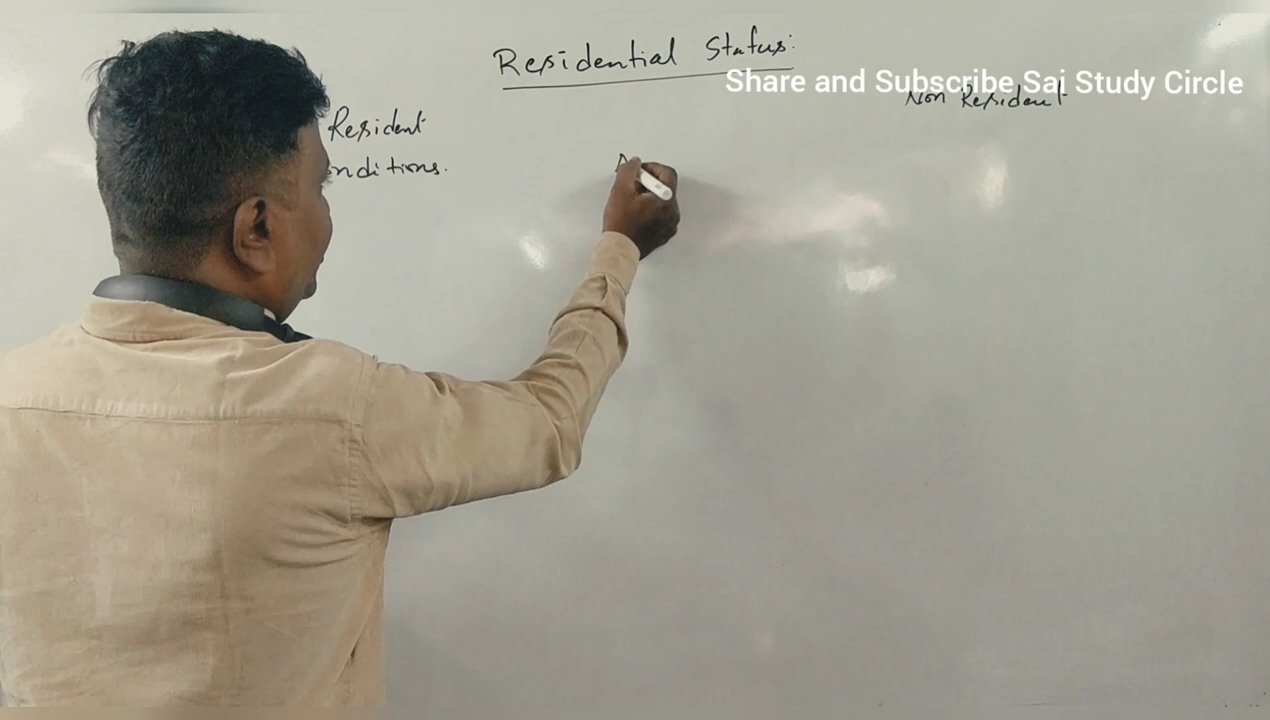 Residential Status:
Share and Subscribe Sai Study Circle
Non Resident
Resident
nditions.